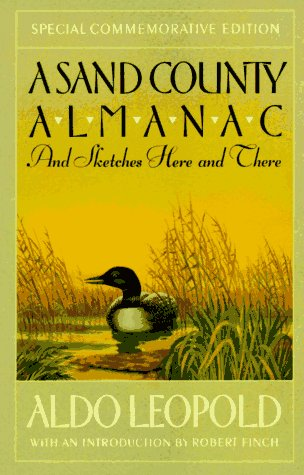 SPECIAL COMMEMORATIVE EDITION
A SAND COUNTY
A•L•M•A•N•A•C
And Sketches Here and There
ALDO LEOPOLD
WITH AN INTRODUCTION BY ROBERT FINCH